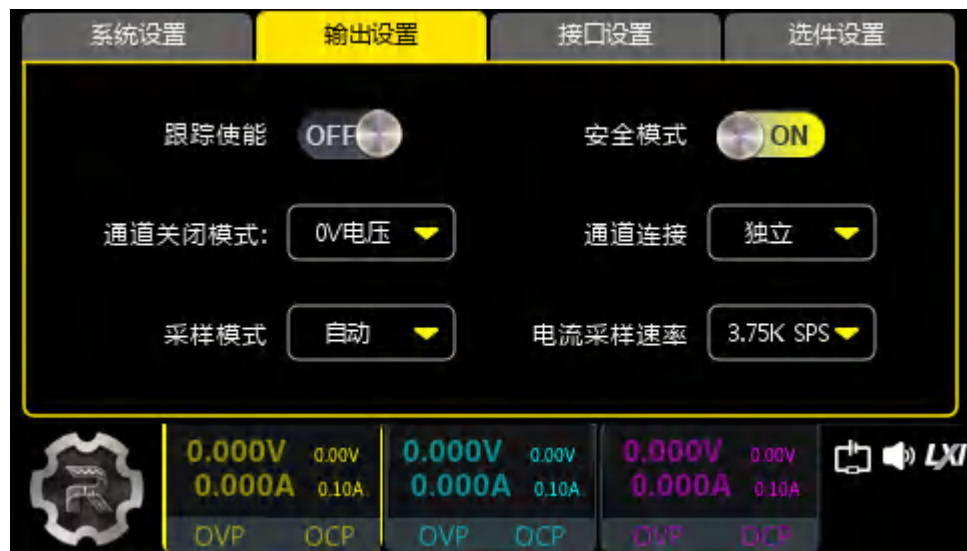 系统设置 输出设置 接口设置 选件设置
跟踪使能 OFF 安全模式 ON
通道关闭模式: 0V电压 通道连接 独立
采样模式 自动 电流采样速率 3.75K SPS
0.000V 0.00V 0.000V 0.00V 0.000V 0.00V
0.000A 0.10A 0.000A 0.10A 0.000A 0.10A
OVP OCP OVP OCP OVP OCP
R
LXI